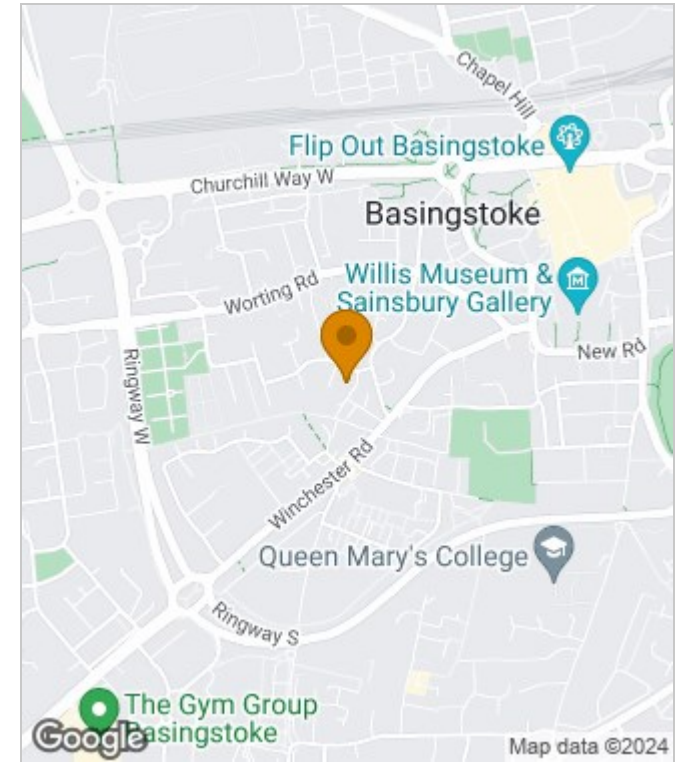 Chapel Hill
Flip Out Basingstoke
Churchill Way W
Basingstoke
Willis Museum &
Sainsbury Gallery
Worting Rd
New Rd
Ringway W
Winchester Rd
Queen Mary's College
Ringway S
The Gym Group
Basingstoke
Google
Map data ©2024